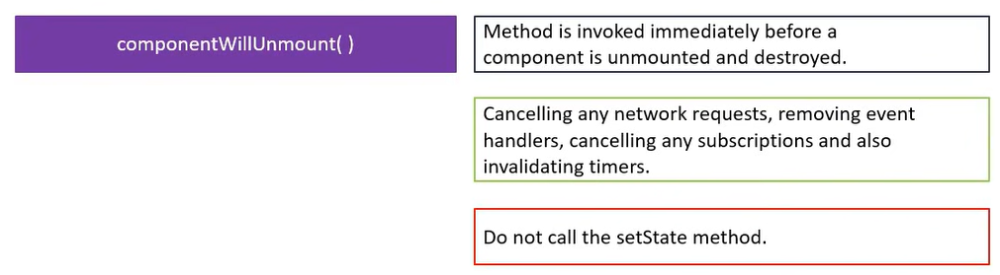 componentWillUnmount( )
Method is invoked immediately before a
component is unmounted and destroyed.
Cancelling any network requests, removing event
handlers, cancelling any subscriptions and also
invalidating timers.
Do not call the setState method.